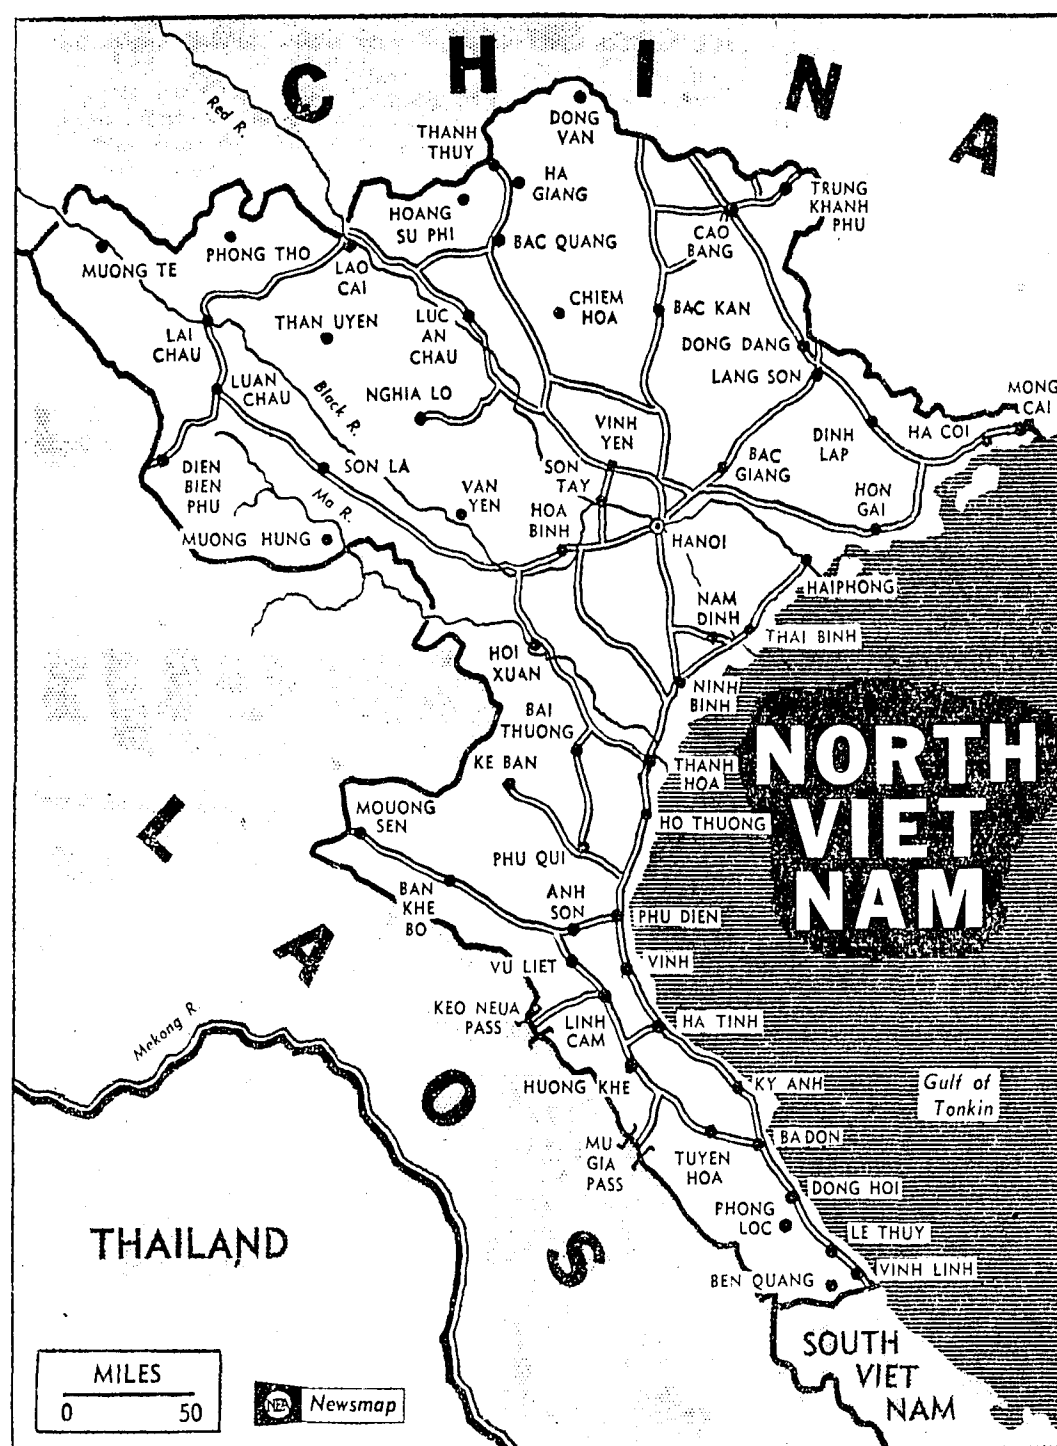 CHINA
Red R.
DONG
VAN
THANH
THUY
HA
GIANG
TRUNG
KHANH
PHU
HOANG
SU PHI
BAC QUANG
CAO
BANG
PHONG THO
MUONG TE
LAO
CAI
CHIEM
HOA
BAC KAN
THAN UYEN
LUC
AN
CHAU
LAI
CHAU
DONG DANG
LANG SON
LUAN
CHAU
Black R.
NGHIA LO
MONG
CAI
HA COI
VINH
YEN
DINH
LAP
BAC
GIANG
SON LA
SON
TAY
DIEN
BIEN
PHU
Ma R.
VAN
YEN
HON
GAI
HOA
BINH
HANOI
MUONG HUNG
HAIPHONG
NAM
DINH
THAI BINH
HOI
XUAN
NINH
BINH
BAI
THUONG
NORTH
VIET
NAM
KE BAN
THANH
HOA
MOUONG
SEN
HO THUONG
PHU QUI
BAN
KHE
BO
ANH
SON
PHU DIEN
VU LIET
VINH
KEO NEUA
PASS
LINH
CAM
HA TINH
LAOS
Mekong R.
HUONG KHE
KY ANH
Gulf of
Tonkin
MU
GIA
PASS
BADON
TUYEN
HOA
DONG HOI
PHONG
LOC
THAILAND
LE THUY
BEN QUANG
VINH LINH
SOUTH
VIET
NAM
MILES
0 50
NEA
Newsmap